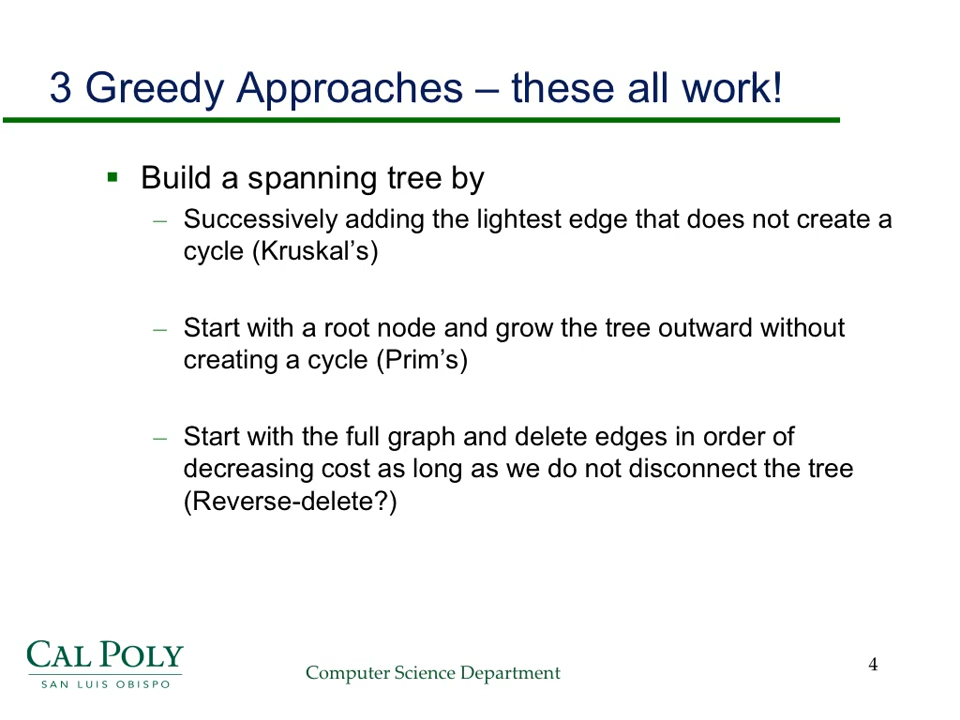 3 Greedy Approaches – these all work!
Build a spanning tree by
– Successively adding the lightest edge that does not create a
cycle (Kruskal’s)
– Start with a root node and grow the tree outward without
creating a cycle (Prim’s)
– Start with the full graph and delete edges in order of
decreasing cost as long as we do not disconnect the tree
(Reverse-delete?)
CAL POLY
SAN LUIS OBISPO
Computer Science Department
4